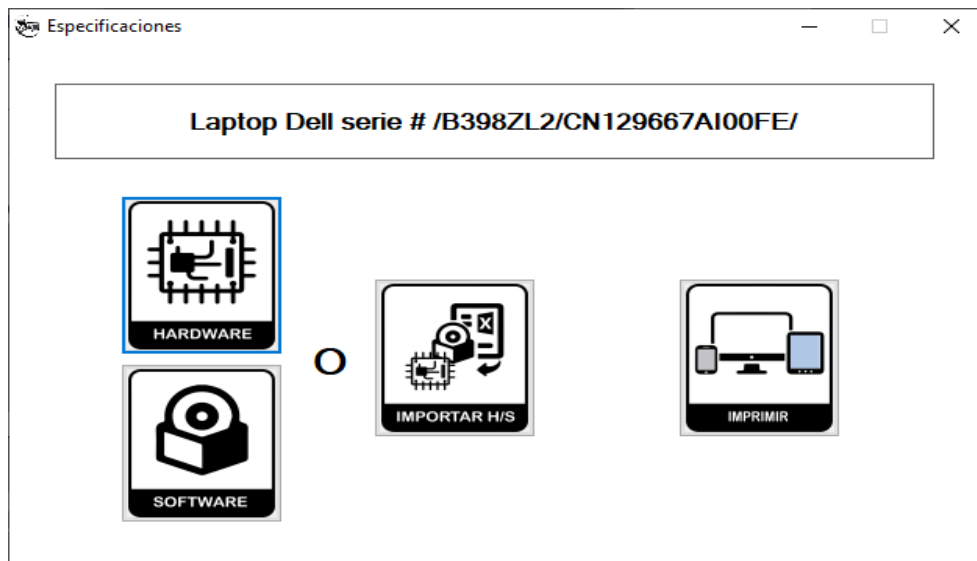 Especificaciones
Laptop Dell serie # /B398ZL2/CN129667AI00FE/
HARDWARE
SOFTWARE
O
IMPORTAR H/S
IMPRIMIR